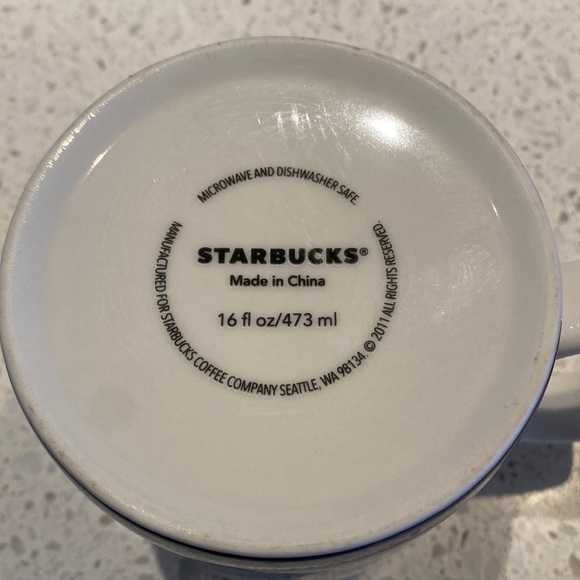 MICROWAVE AND DISHWASHER SAFE.
STARBUCKS®
Made in China
16 fl oz/473 ml
MANUFACTURED FOR STARBUCKS COFFEE COMPANY SEATTLE, WA 98134. © 2011 ALL RIGHTS RESERVED.